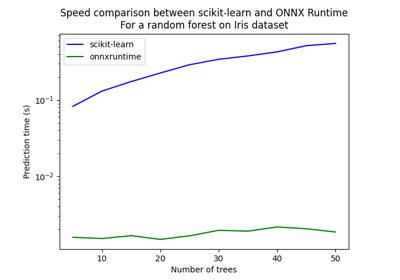 Speed comparison between scikit-learn and ONNX Runtime
For a random forest on Iris dataset
scikit-learn
onnxruntime
Prediction time (s)
10⁻¹
10⁻²
10 20 30 40 50
Number of trees